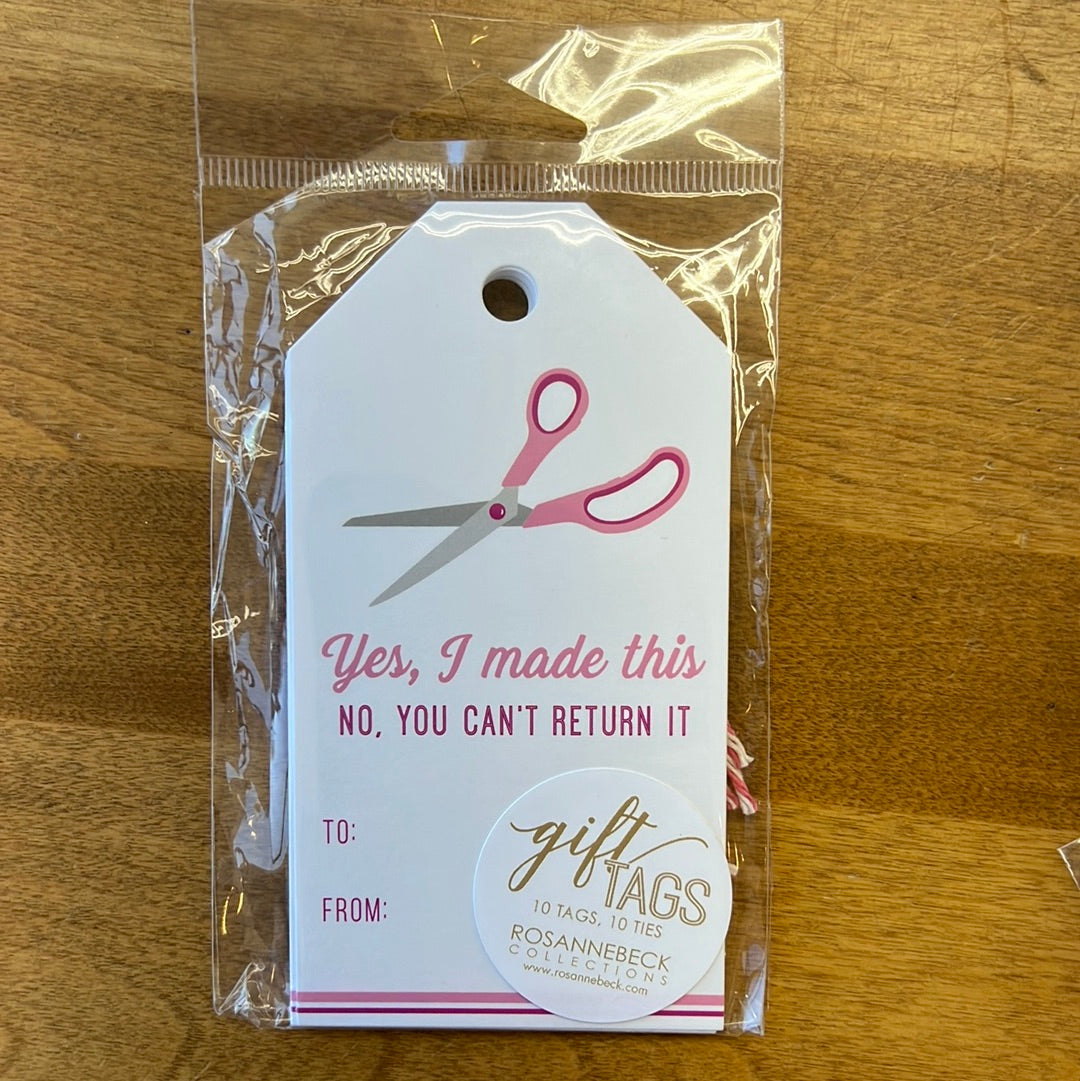 Yes, I made this
NO, YOU CAN'T RETURN IT
TO:
FROM:
gift
TAGS
10 TAGS, 10 TIES
ROSANNEBECK
COLLECTIONS
www.rosannebeck.com